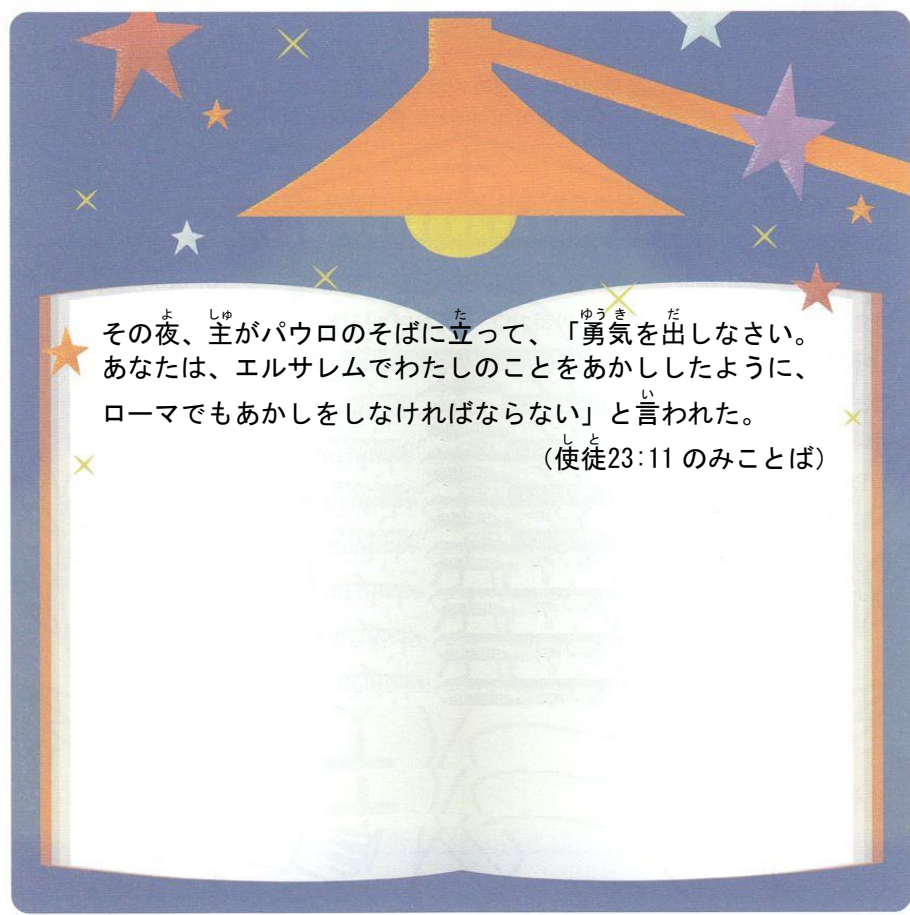 その夜、主がパウロのそばに立って、「勇気を出しなさい。
あなたは、エルサレムでわたしのことをあかししたように、
ローマでもあかしをしなければならない」と言われた。
(使徒23:11 のみことば)